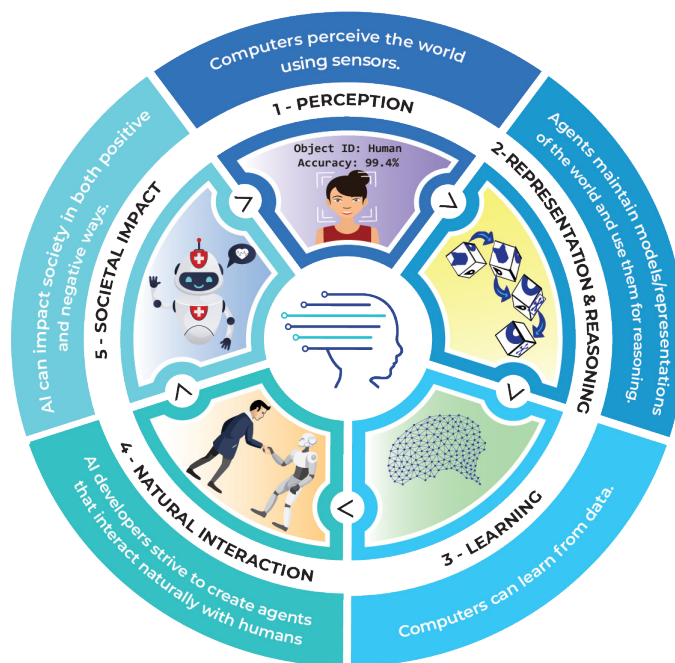 Computers perceive the world
using sensors.
1 - PERCEPTION
Object ID: Human
Accuracy: 99.4%
Agents maintain models/representations
of the world and use them for reasoning.
2-REPRESENTATION & REASONING
3 - LEARNING
Computers can learn from data.
4 - NATURAL INTERACTION
AI developers strive to create agents
that interact naturally with humans
AI can impact society in both positive
and negative ways.
5 - SOCIETAL IMPACT